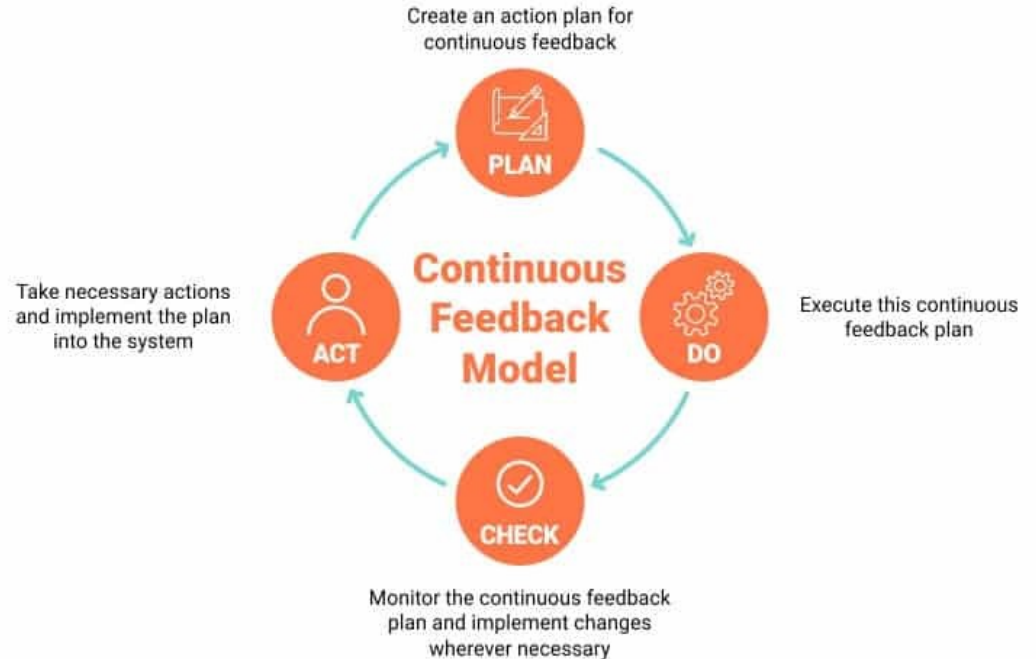 Create an action plan for
continuous feedback
PLAN
Continuous
Feedback
Model
Execute this continuous
feedback plan
DO
Monitor the continuous feedback
plan and implement changes
wherever necessary
CHECK
Take necessary actions
and implement the plan
into the system
ACT